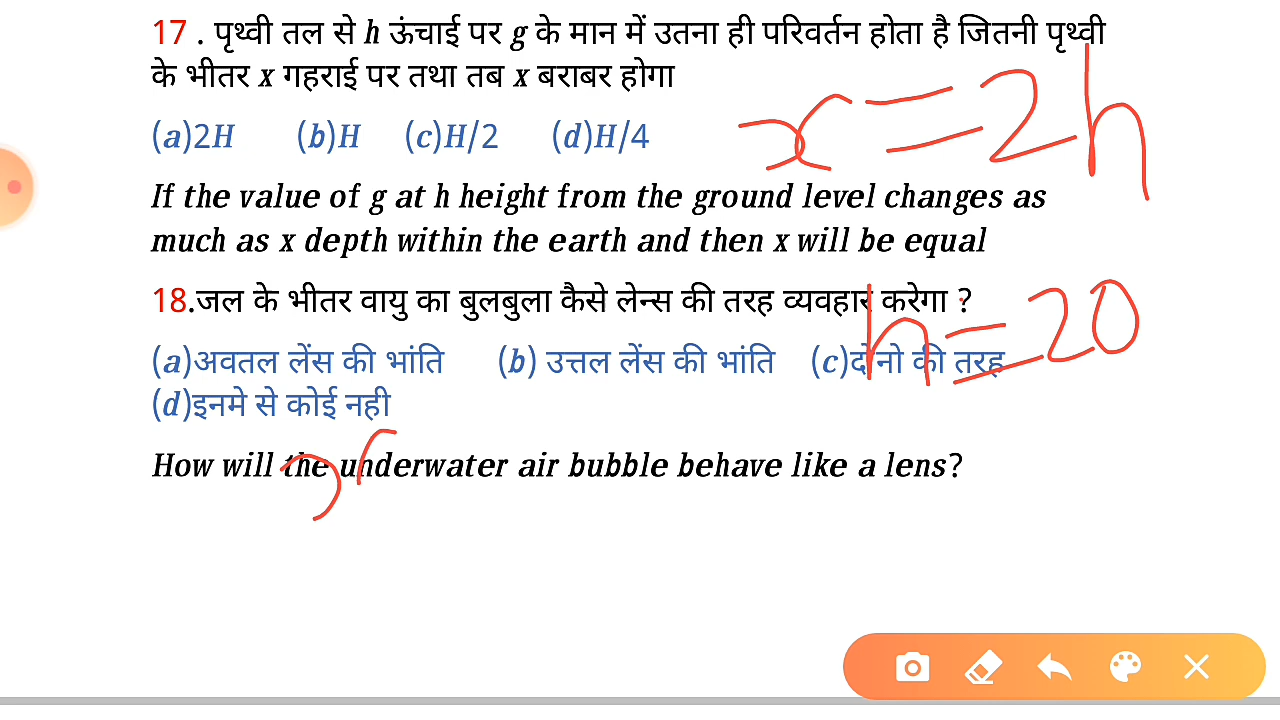 17 . पृथ्वी तल से h ऊंचाई पर g के मान में उतना ही परिवर्तन होता है जितनी पृथ्वी
के भीतर x गहराई पर तथा तब x बराबर होगा
x = 2h
(a)2H (b)H (c)H/2 (d)H/4
If the value of g at h height from the ground level changes as
much as x depth within the earth and then x will be equal
18.जल के भीतर वायु का बुलबुला कैसे लेन्स की तरह व्यवहार करेगा ?
h = 20
(a)अवतल लेंस की भांति (b) उत्तल लेंस की भांति (c)दोनो की तरह
(d)इनमे से कोई नही
How will the underwater air bubble behave like a lens?